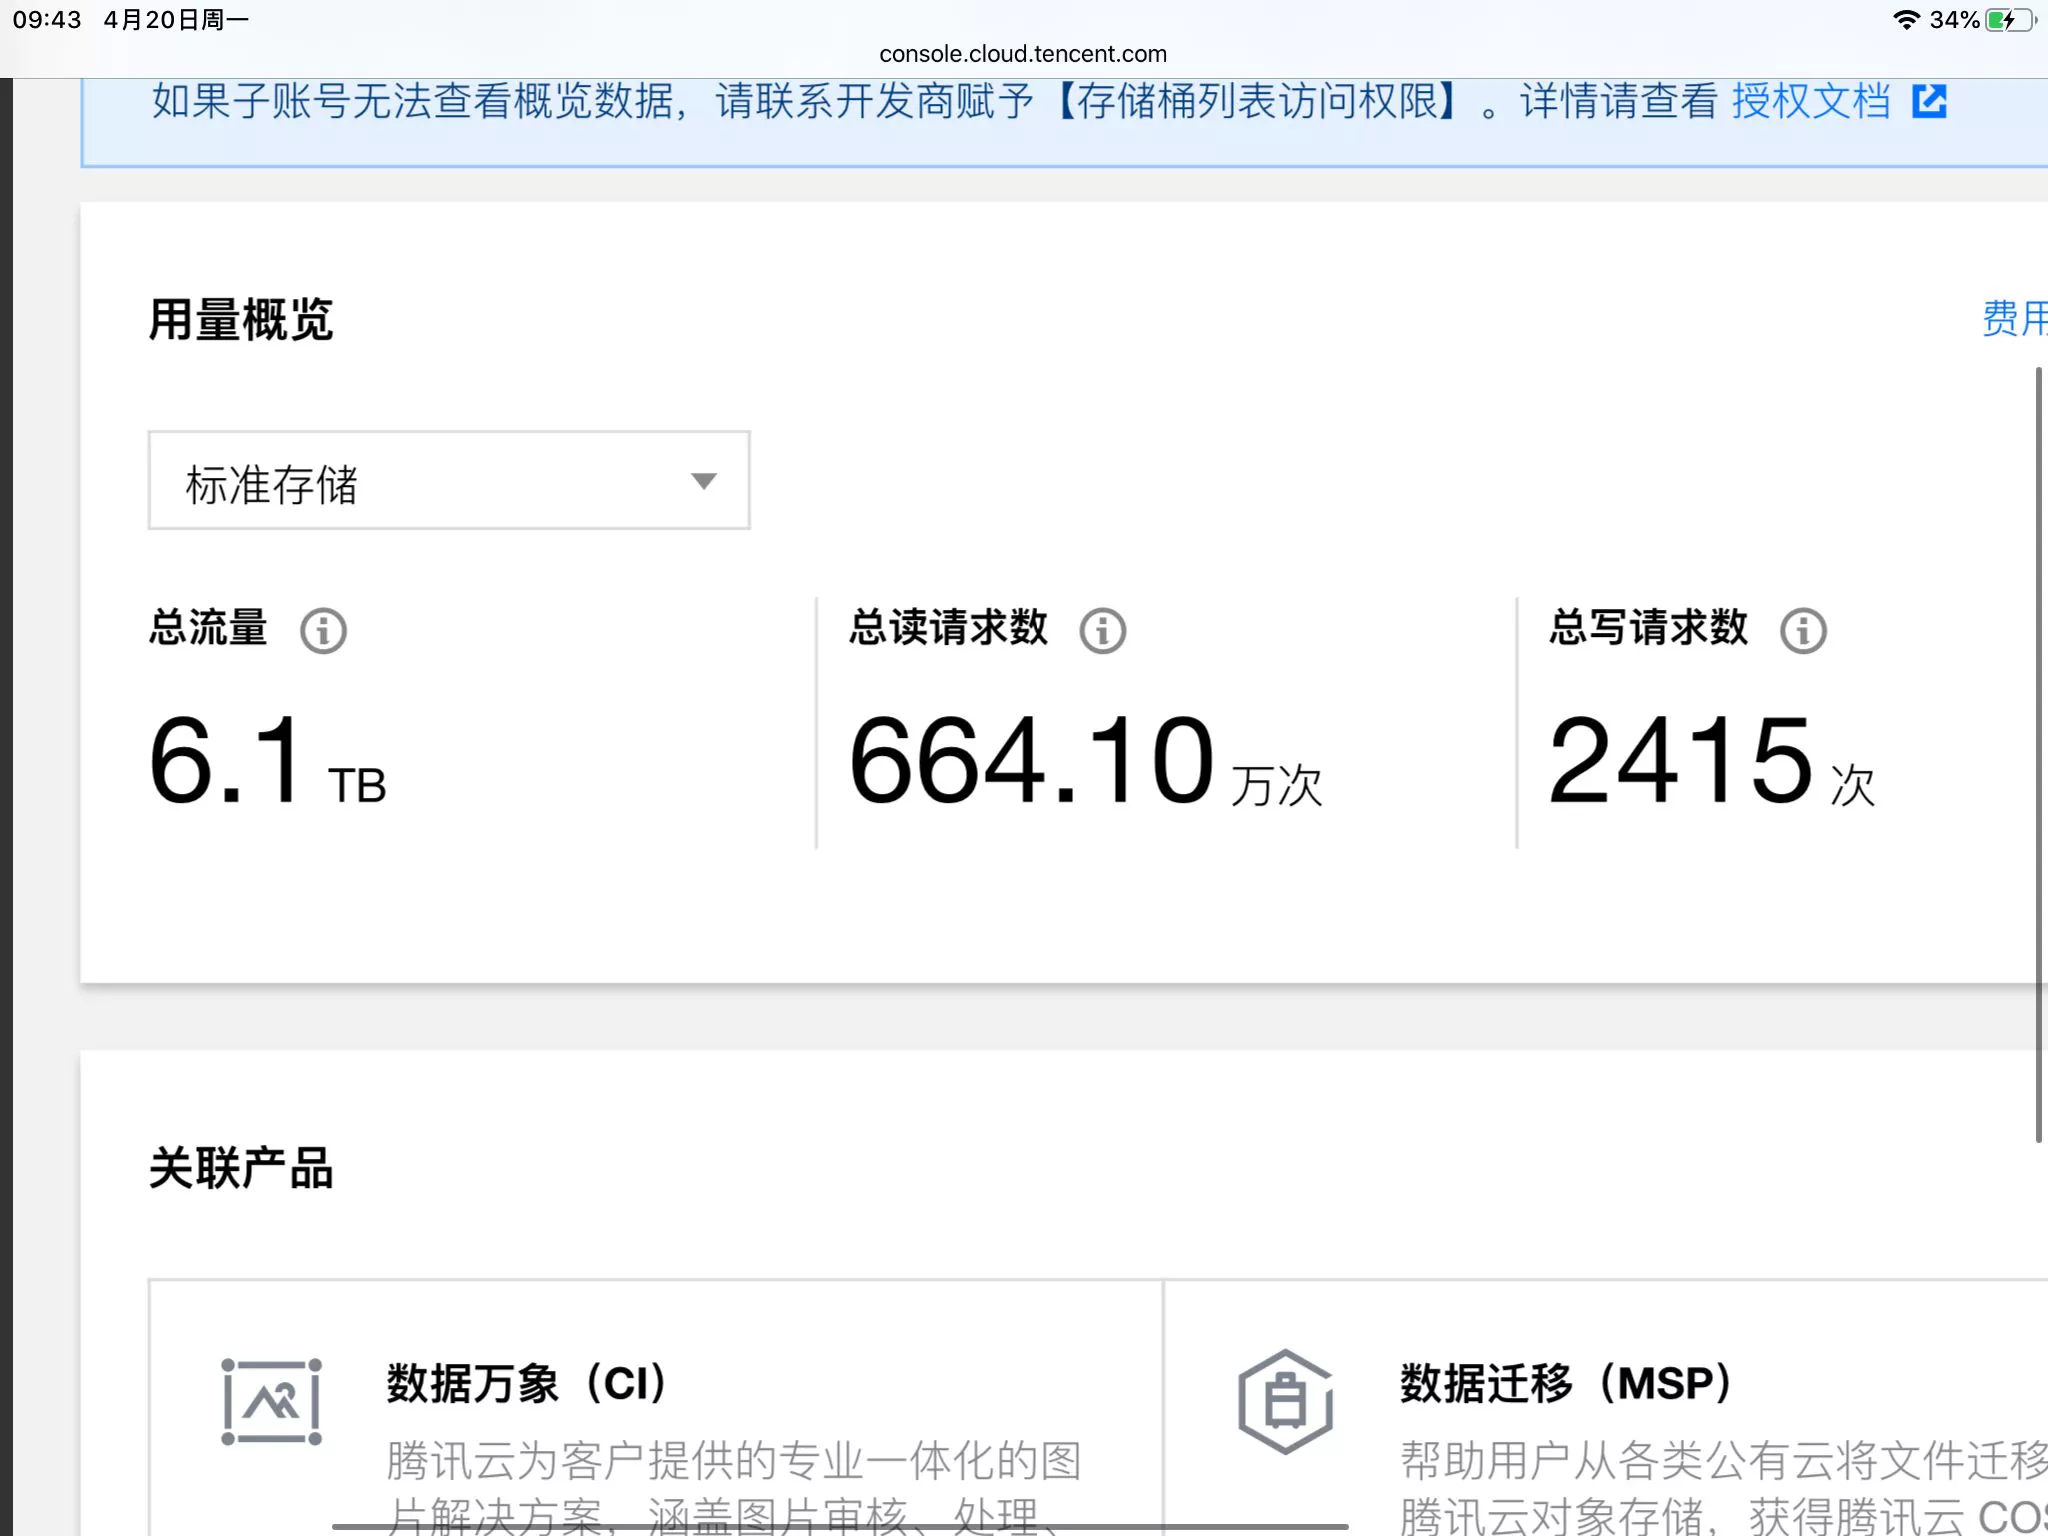 09:43 4月20日周一
34%
console.cloud.tencent.com
如果子账号无法查看概览数据，请联系开发商赋予【存储桶列表访问权限】。详情请查看 授权文档
用量概览
费用
标准存储
总流量
总读请求数
总写请求数
6.1 TB
664.10 万次
2415 次
关联产品
数据万象（CI）
腾讯云为客户提供的专业一体化的图
片解决方案，涵盖图片审核、处理、
数据迁移（MSP）
帮助用户从各类公有云将文件迁移
腾讯云对象存储，获得腾讯云 COS